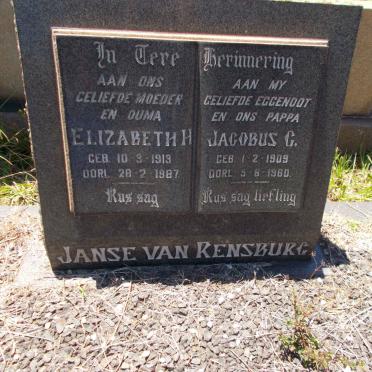 In Tere Herinnering
AAN ONS
GELIEFDE MOEDER
EN OUMA
ELIZABETH H
GEB. 10·3·1913
OORL. 28·2·1987
Rus sag
AAN MY
GELIEFDE EGGENOOT
EN ONS PAPPA
JACOBUS G.
GEB. 1·2·1909
OORL. 5·6·1960.
Rus sag liefling
JANSE VAN RENSBURG